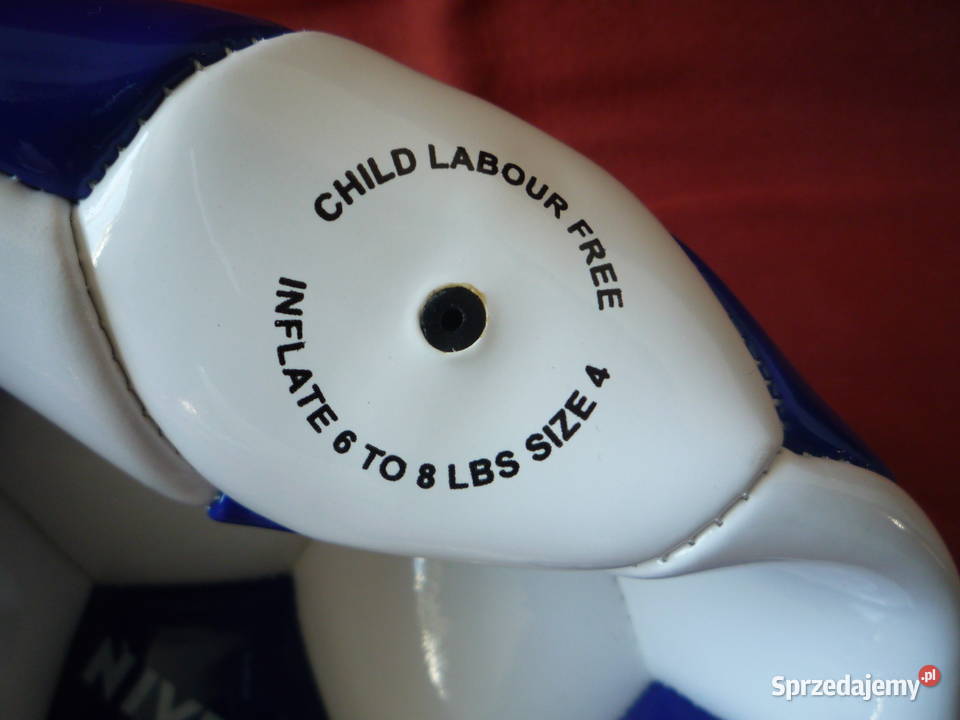 CHILD LABOUR FREE
INFLATE 6 TO 8 LBS SIZE 4
Sprzedajemy.pl